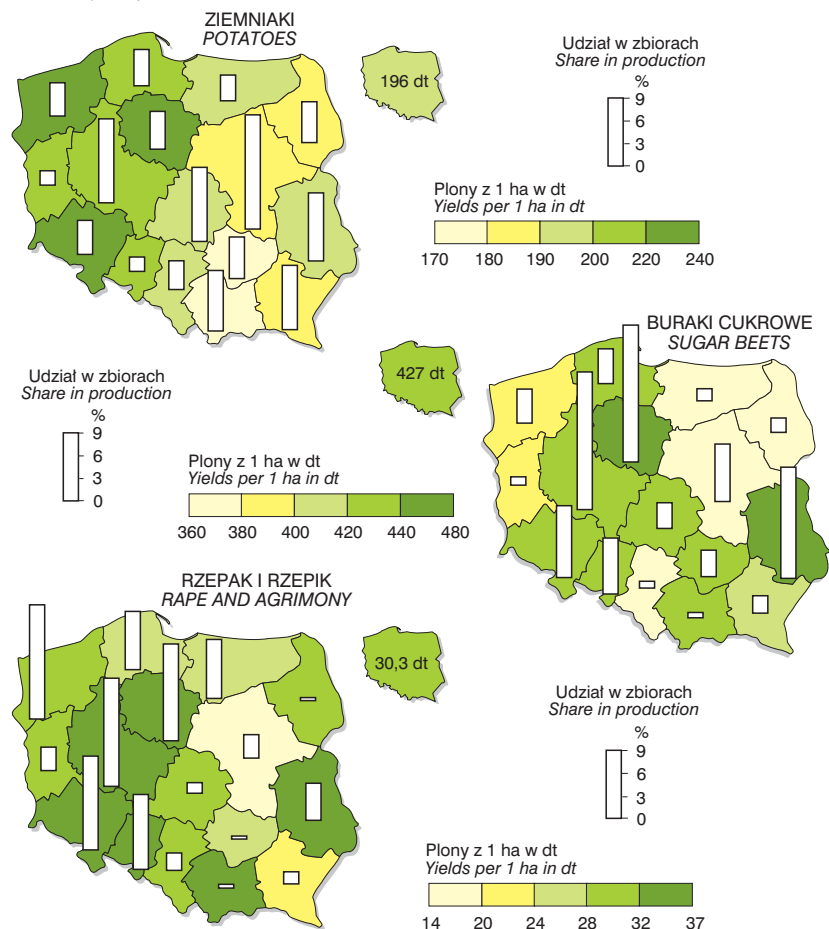 ZIEMNIAKI
POTATOES
196 dt
Udział w zbiorach
Share in production
%
9
6
3
0
Plony z 1 ha w dt
Yields per 1 ha in dt
170 180 190 200 220 240
BURAKI CUKROWE
SUGAR BEETS
427 dt
Udział w zbiorach
Share in production
%
9
6
3
0
Plony z 1 ha w dt
Yields per 1 ha in dt
360 380 400 420 440 480
RZEPAK I RZEPIK
RAPE AND AGRIMONY
30,3 dt
Udział w zbiorach
Share in production
%
9
6
3
0
Plony z 1 ha w dt
Yields per 1 ha in dt
14 20 24 28 32 37